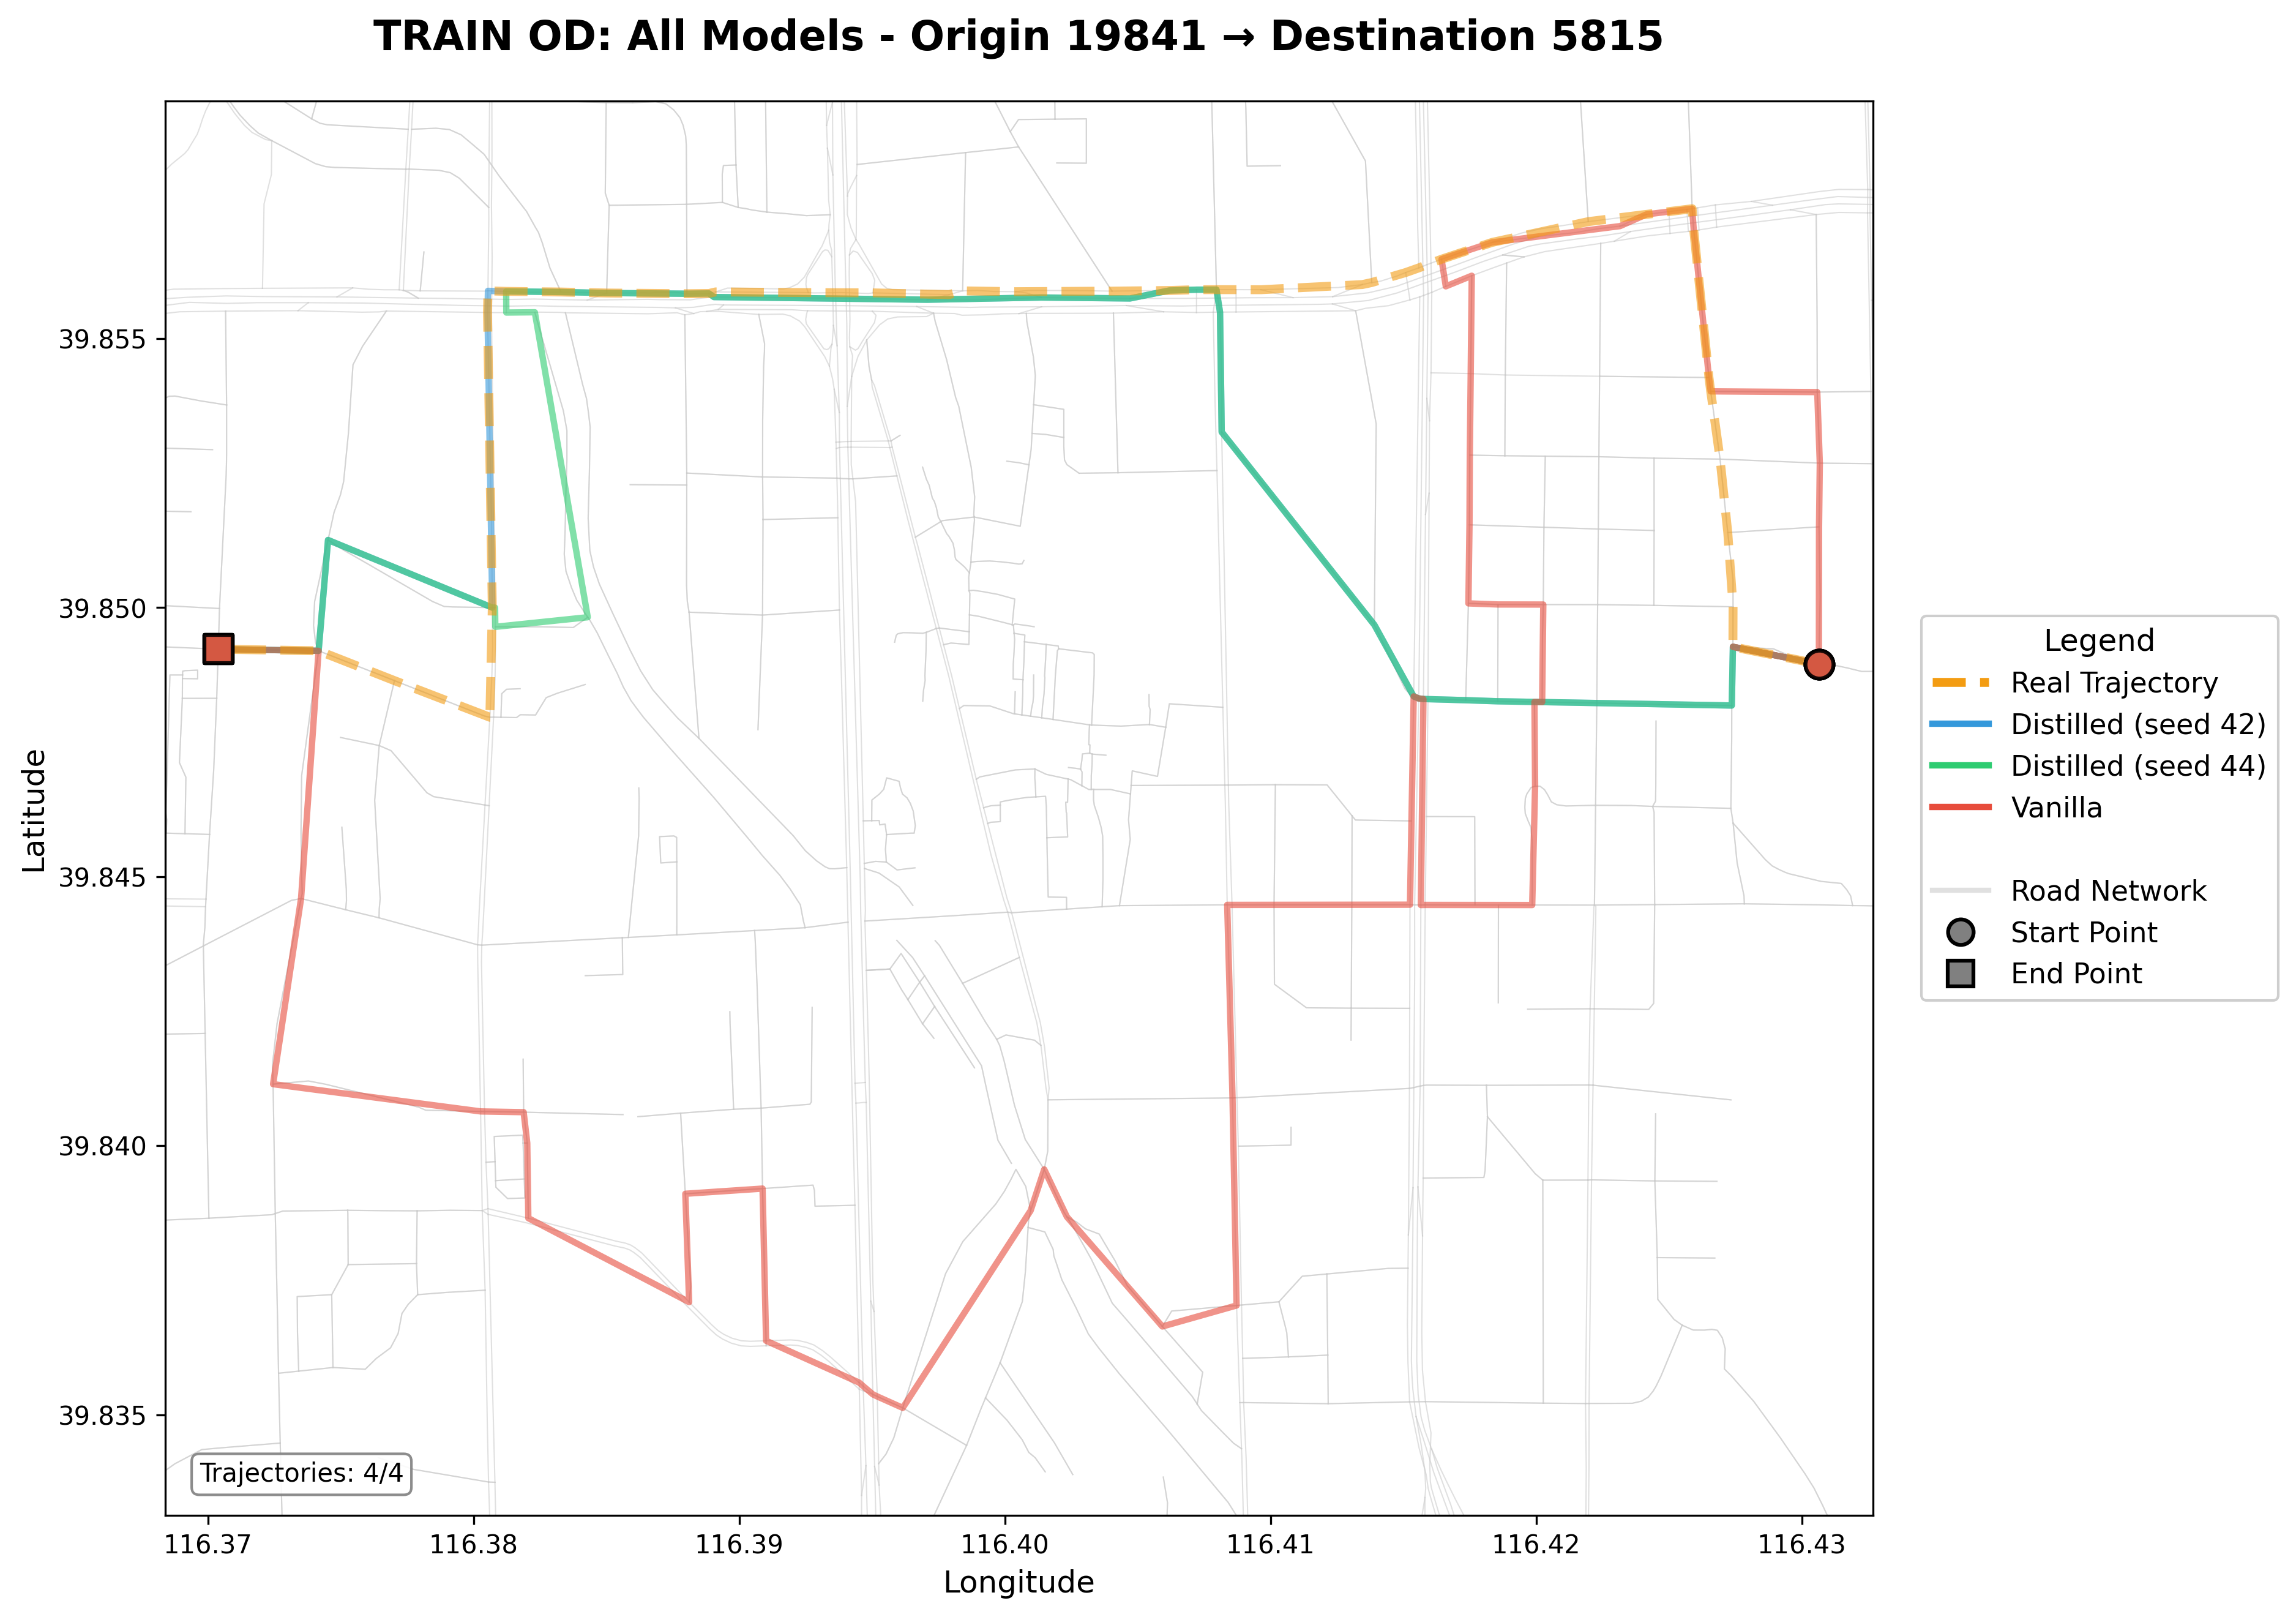 TRAIN OD: All Models - Origin 19841 → Destination 5815
Latitude
39.855
39.850
39.845
39.840
39.835
Legend
Real Trajectory
Distilled (seed 42)
Distilled (seed 44)
Vanilla
Road Network
Start Point
End Point
Trajectories: 4/4
116.37 116.38 116.39 116.40 116.41 116.42 116.43
Longitude